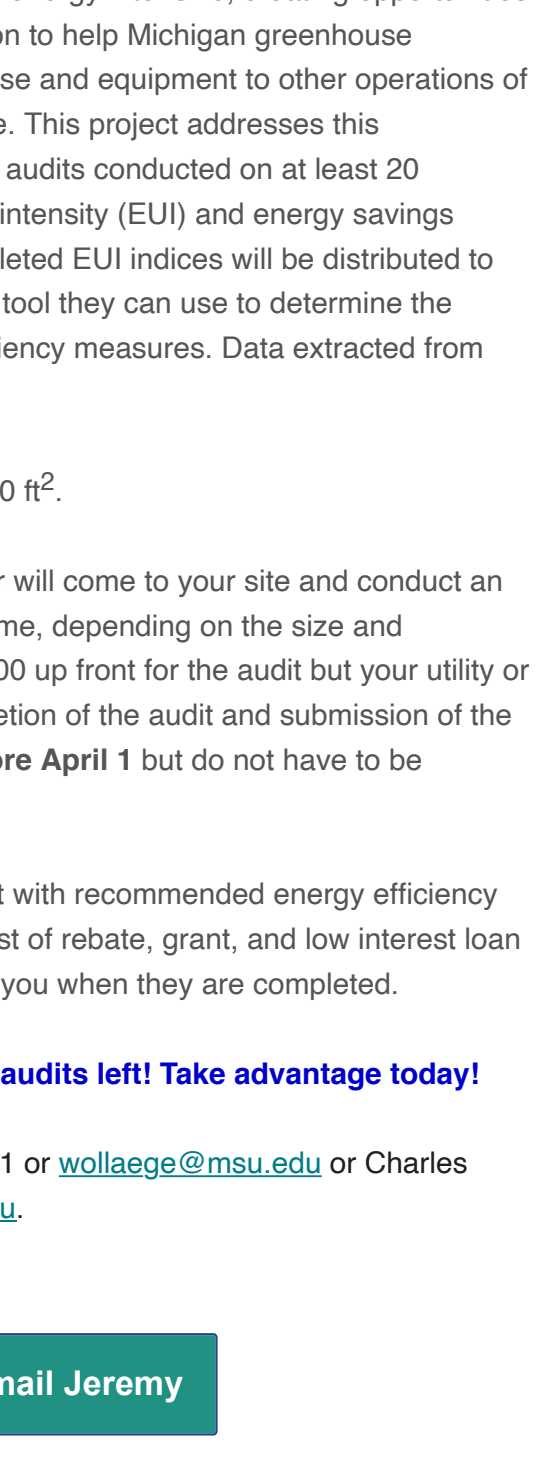 on to help Michigan greenhouse
se and equipment to other operations of
e. This project addresses this
audits conducted on at least 20
intensity (EUI) and energy savings
leted EUI indices will be distributed to
tool they can use to determine the
iency measures. Data extracted from
0 ft².
r will come to your site and conduct an
me, depending on the size and
00 up front for the audit but your utility or
etion of the audit and submission of the
ore April 1 but do not have to be
t with recommended energy efficiency
st of rebate, grant, and low interest loan
you when they are completed.
audits left! Take advantage today!
1 or wollaege@msu.edu or Charles
u.
mail Jeremy